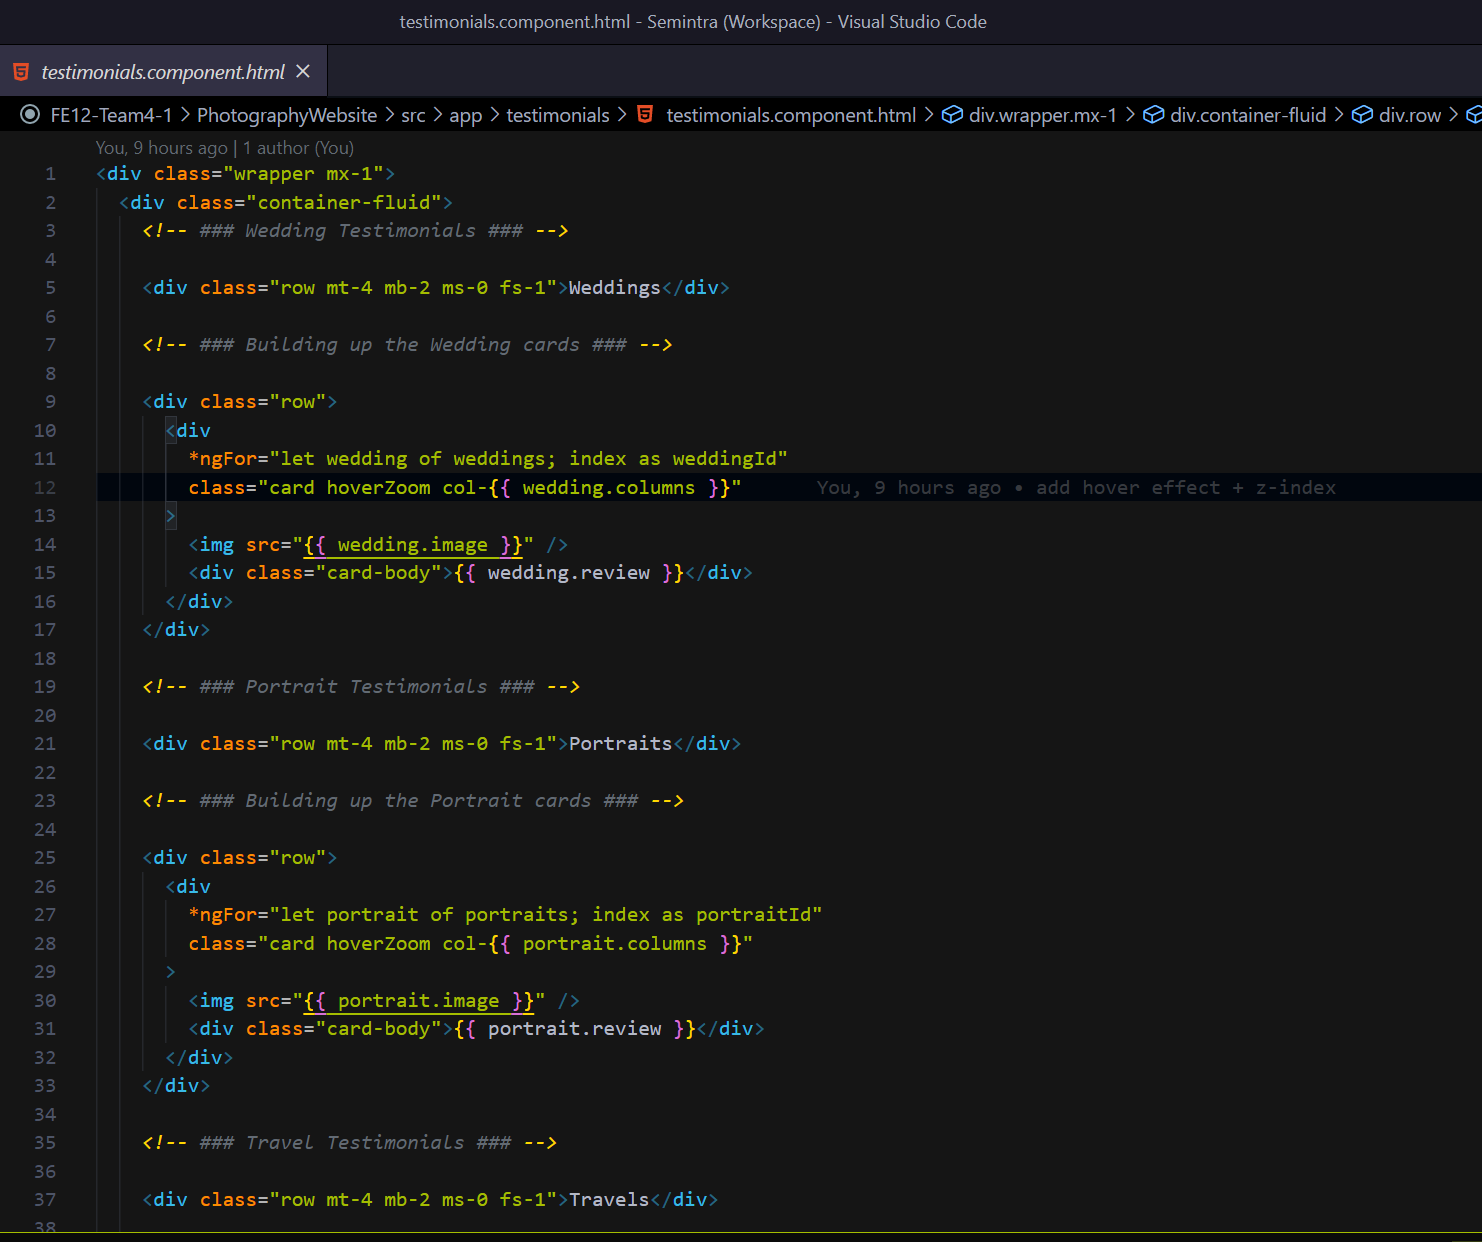 testimonials.component.html - Semintra (Workspace) - Visual Studio Code
testimonials.component.html
FE12-Team4-1 > PhotographyWebsite > src > app > testimonials > testimonials.component.html > div.wrapper.mx-1 > div.container-fluid > div.row >
You, 9 hours ago | 1 author (You)
1 <div class="wrapper mx-1">
2 <div class="container-fluid">
3 <!-- ### Wedding Testimonials ### -->
4
5 <div class="row mt-4 mb-2 ms-0 fs-1">Weddings</div>
6
7 <!-- ### Building up the Wedding cards ### -->
8
9 <div class="row">
10 <div
11 *ngFor="let wedding of weddings; index as weddingId"
12 class="card hoverZoom col-{{ wedding.columns }}" You, 9 hours ago • add hover effect + z-index
13 >
14 <img src="{{ wedding.image }}" />
15 <div class="card-body">{{ wedding.review }}</div>
16 </div>
17 </div>
18
19 <!-- ### Portrait Testimonials ### -->
20
21 <div class="row mt-4 mb-2 ms-0 fs-1">Portraits</div>
22
23 <!-- ### Building up the Portrait cards ### -->
24
25 <div class="row">
26 <div
27 *ngFor="let portrait of portraits; index as portraitId"
28 class="card hoverZoom col-{{ portrait.columns }}"
29 >
30 <img src="{{ portrait.image }}" />
31 <div class="card-body">{{ portrait.review }}</div>
32 </div>
33 </div>
34
35 <!-- ### Travel Testimonials ### -->
36
37 <div class="row mt-4 mb-2 ms-0 fs-1">Travels</div>
38